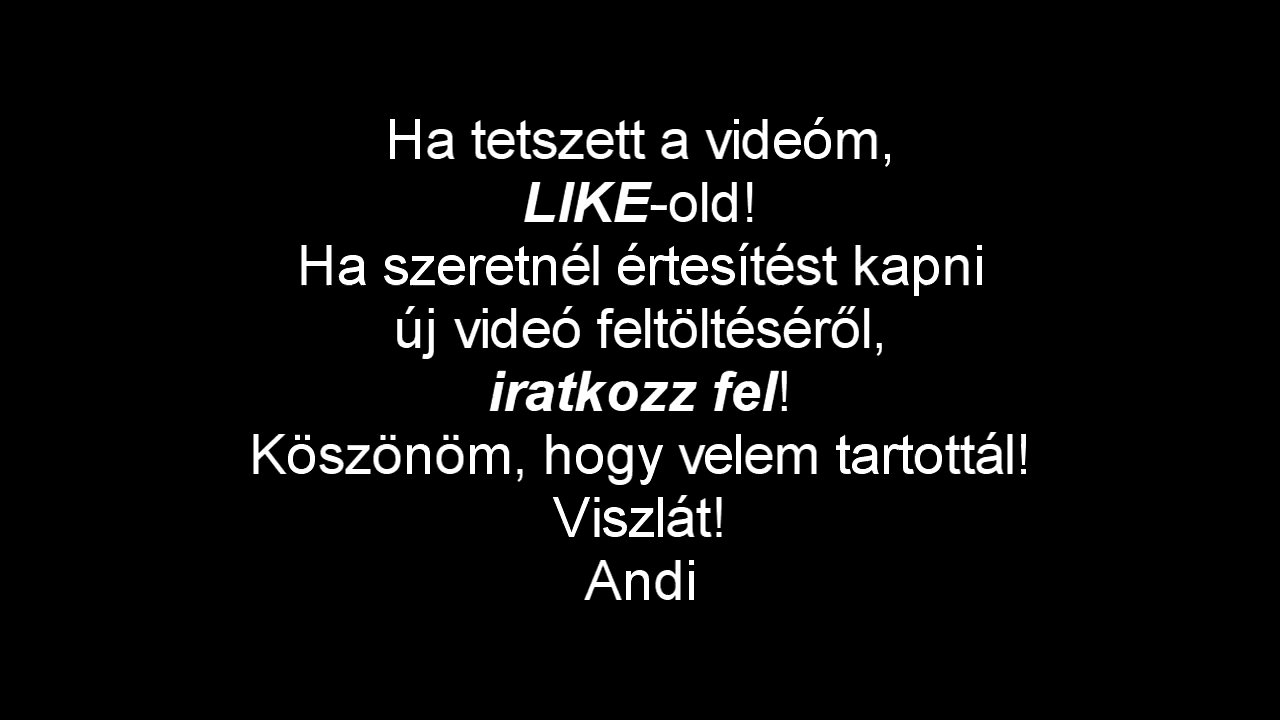 Ha tetszett a videóm,
LIKE-old!
Ha szeretnél értesítést kapni
új videó feltöltéséről,
iratkozz fel!
Köszönöm, hogy velem tartottál!
Viszlát!
Andi